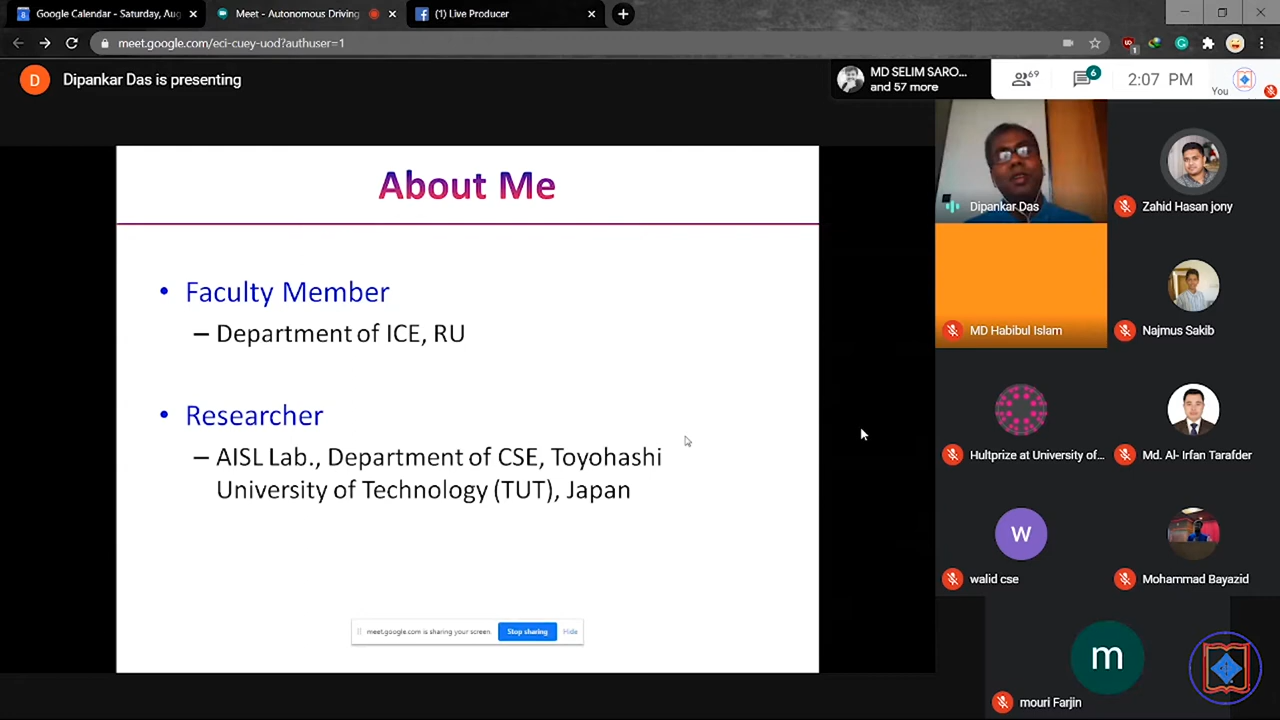 Google Calendar - Saturday, Aug
Meet - Autonomous Driving
(1) Live Producer
meet.google.com/eci-cuey-uod?authuser=1
D
Dipankar Das is presenting
MD SELIM SARO...
and 57 more
69
6
2:07 PM
You
About Me
• Faculty Member
– Department of ICE, RU
• Researcher
– AISL Lab., Department of CSE, Toyohashi
University of Technology (TUT), Japan
meet.google.com is sharing your screen.
Stop sharing
Hide
Dipankar Das
Zahid Hasan jony
MD Habibul Islam
Najmus Sakib
Hultprize at University of...
Md. Al- Irfan Tarafder
W
walid cse
Mohammad Bayazid
m
mouri Farjin